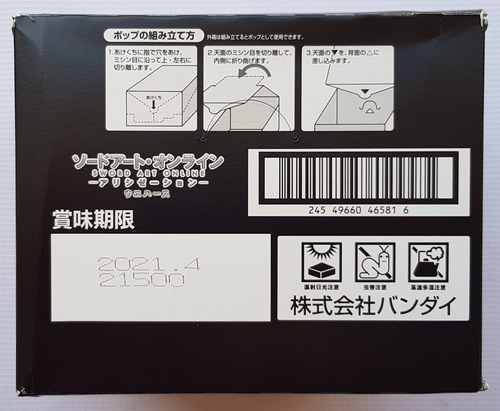 ポップの組み立て方 外箱は組み立てるとポップとして使用できます。
1.あけくちに指で穴をあけ、
ミシン目に沿って上・左右に
切り離します。
あけくち
2.天面のミシン目を切り離して、
内側に折り曲げます。
3.天面の▼を、背面の△に
差し込みます。
ソードアート・オンライン
SWORD ART ONLINE
アリシゼーション
ウエハース
245 49660 46581 6
賞味期限
2021.4
21500
直射日光注意
虫害注意
高温多湿注意
株式会社バンダイ